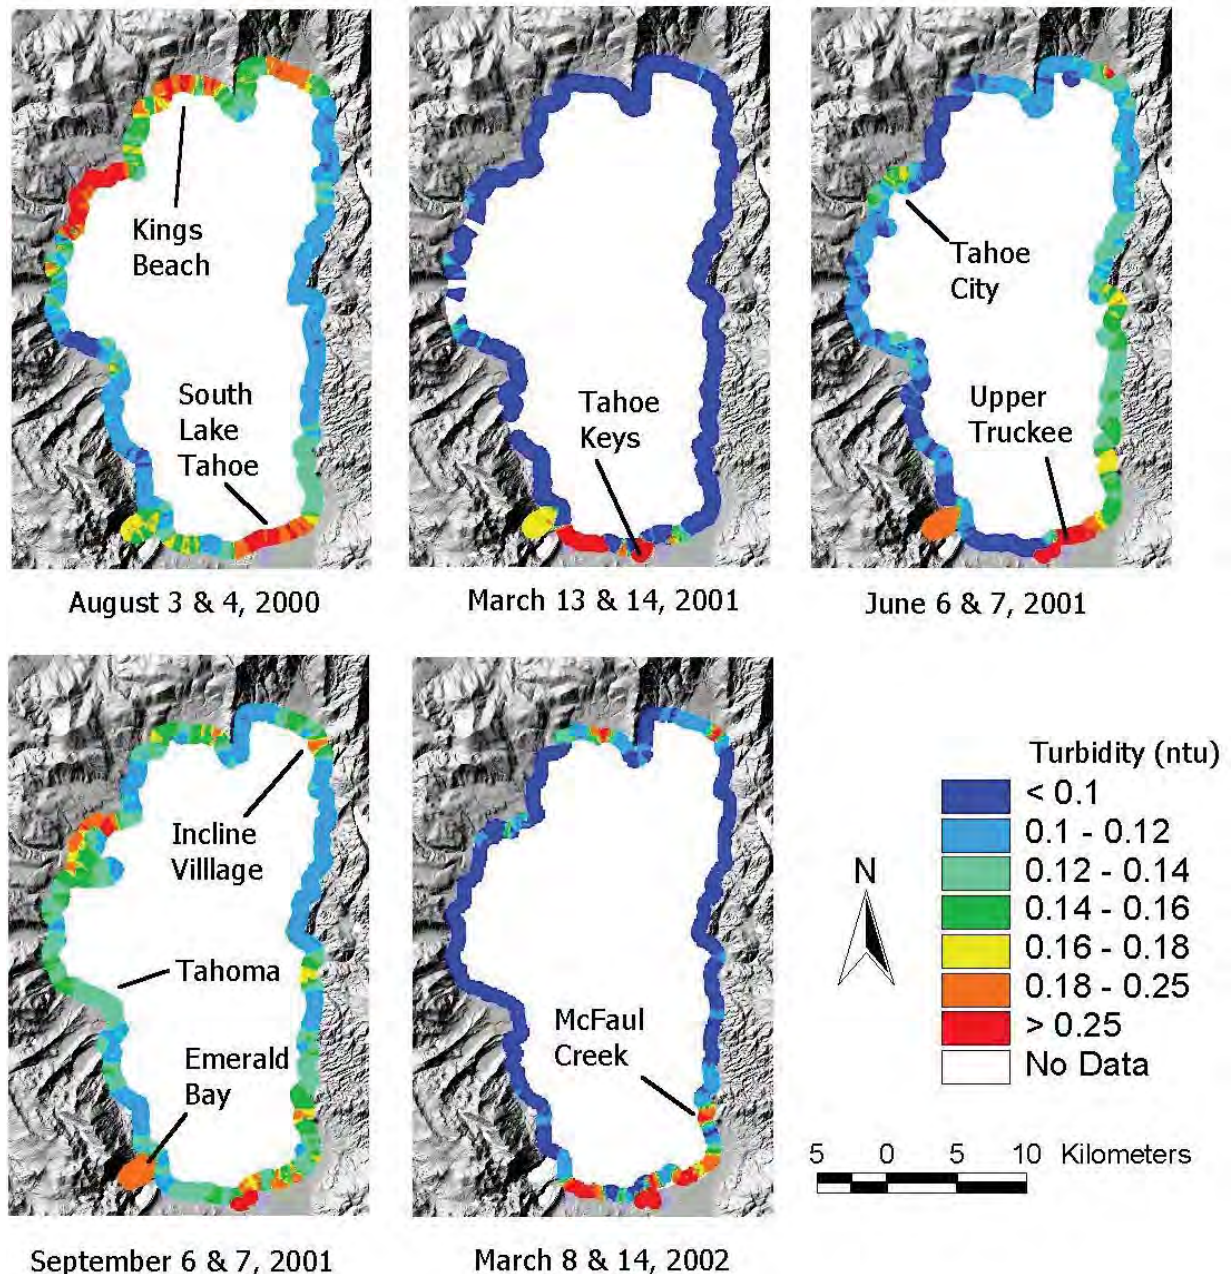 Kings
Beach
South
Lake
Tahoe
August 3 & 4, 2000
Tahoe
Keys
March 13 & 14, 2001
Tahoe
City
Upper
Truckee
June 6 & 7, 2001
Incline
Villlage
Tahoma
Emerald
Bay
September 6 & 7, 2001
McFaul
Creek
March 8 & 14, 2002
N
Turbidity (ntu)
< 0.1
0.1 - 0.12
0.12 - 0.14
0.14 - 0.16
0.16 - 0.18
0.18 - 0.25
> 0.25
No Data
5 0 5 10 Kilometers